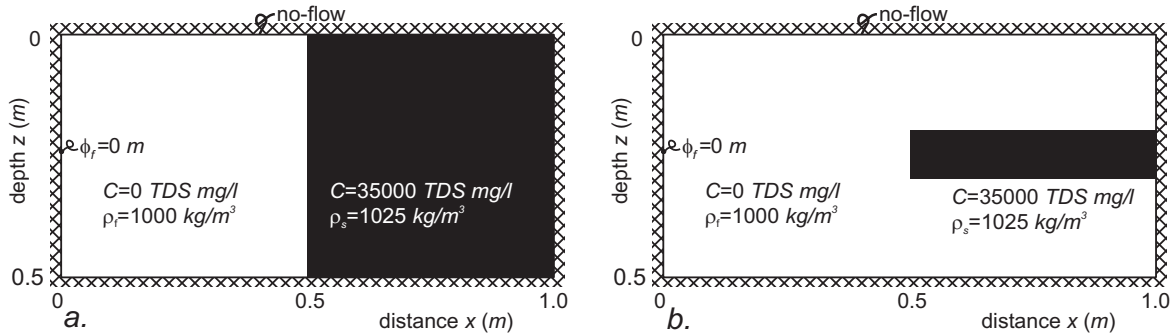 no-flow
0
depth z (m)
ϕf=0 m
C=0 TDS mg/l
ρf=1000 kg/m³
C=35000 TDS mg/l
ρs=1025 kg/m³
0.5
0
0.5
1.0
a.
distance x (m)
no-flow
0
depth z (m)
ϕf=0 m
C=0 TDS mg/l
ρf=1000 kg/m³
C=35000 TDS mg/l
ρs=1025 kg/m³
0.5
0
0.5
1.0
b.
distance x (m)